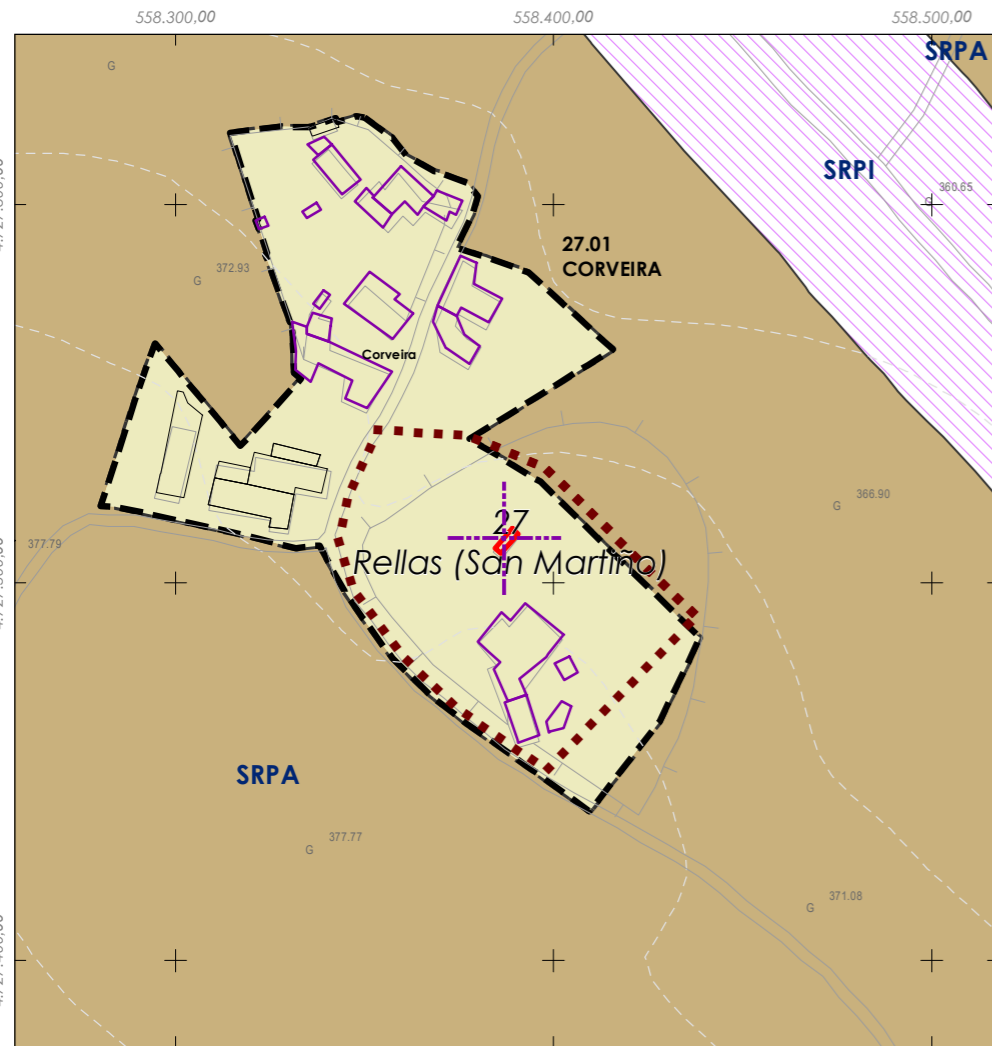 558.300,00
558.400,00
558.500,00
SRPA
G
SRPI
360.65
G
27.01
CORVEIRA
372.93
G
Corveira
366.90
G
27
377.79
Rellas (San Martiño)
SRPA
377.77
G
371.08
G